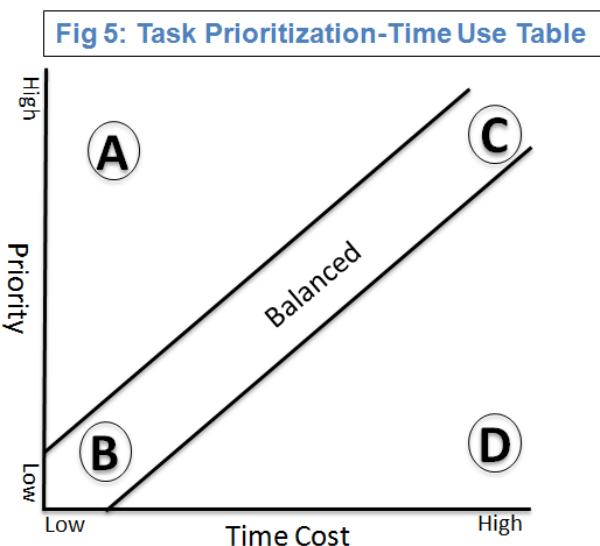 Fig 5: Task Prioritization-Time Use Table
High
A
C
Priority
Balanced
B
D
Low
Low
High
Time Cost